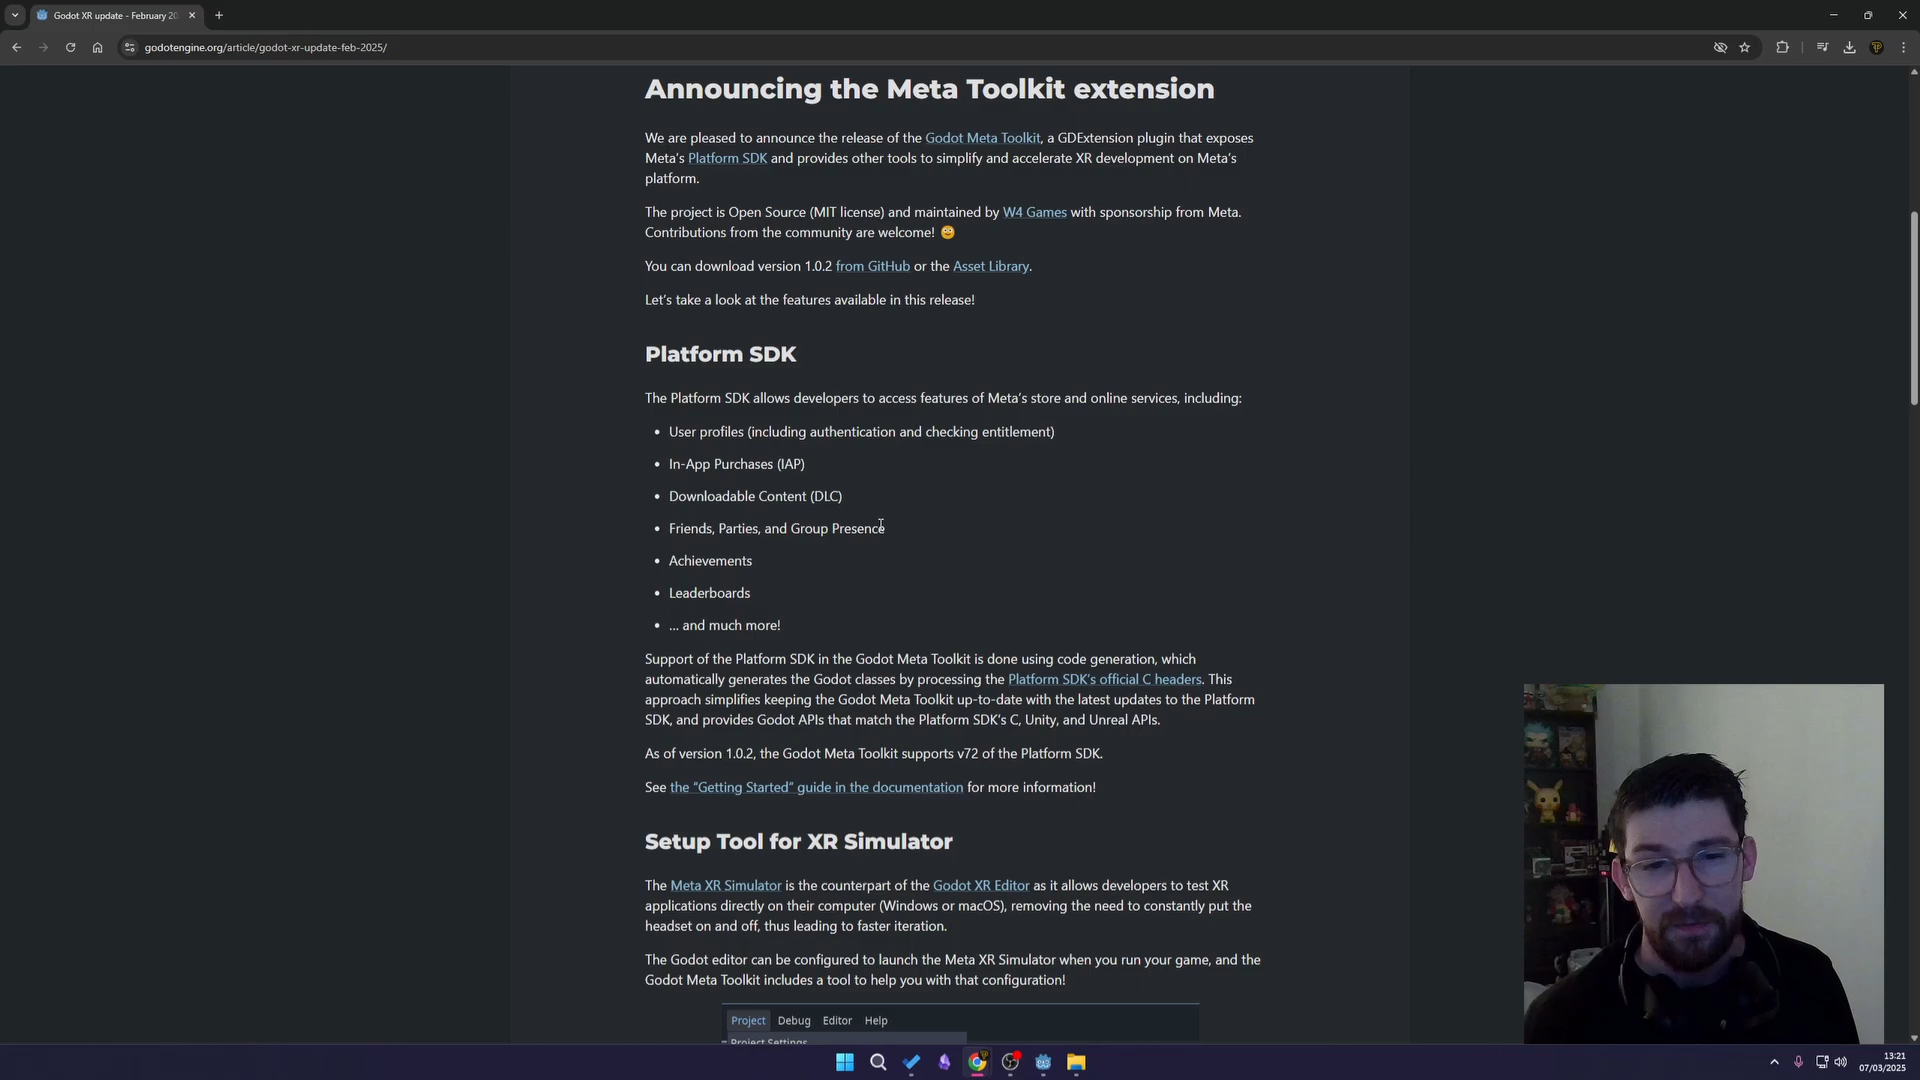 Godot XR update - February 20
godotengine.org/article/godot-xr-update-feb-2025/
Announcing the Meta Toolkit extension
We are pleased to announce the release of the Godot Meta Toolkit, a GDExtension plugin that exposes
Meta's Platform SDK and provides other tools to simplify and accelerate XR development on Meta's
platform.
The project is Open Source (MIT license) and maintained by W4 Games with sponsorship from Meta.
Contributions from the community are welcome!
You can download version 1.0.2 from GitHub or the Asset Library.
Let's take a look at the features available in this release!
Platform SDK
The Platform SDK allows developers to access features of Meta's store and online services, including:
• User profiles (including authentication and checking entitlement)
• In-App Purchases (IAP)
• Downloadable Content (DLC)
• Friends, Parties, and Group Presence
• Achievements
• Leaderboards
• ... and much more!
Support of the Platform SDK in the Godot Meta Toolkit is done using code generation, which
automatically generates the Godot classes by processing the Platform SDK's official C headers. This
approach simplifies keeping the Godot Meta Toolkit up-to-date with the latest updates to the Platform
SDK, and provides Godot APIs that match the Platform SDK's C, Unity, and Unreal APIs.
As of version 1.0.2, the Godot Meta Toolkit supports v72 of the Platform SDK.
See the "Getting Started" guide in the documentation for more information!
Setup Tool for XR Simulator
The Meta XR Simulator is the counterpart of the Godot XR Editor as it allows developers to test XR
applications directly on their computer (Windows or macOS), removing the need to constantly put the
headset on and off, thus leading to faster iteration.
The Godot editor can be configured to launch the Meta XR Simulator when you run your game, and the
Godot Meta Toolkit includes a tool to help you with that configuration!
Project Debug Editor Help
Project Settings
13:21
07/03/2025